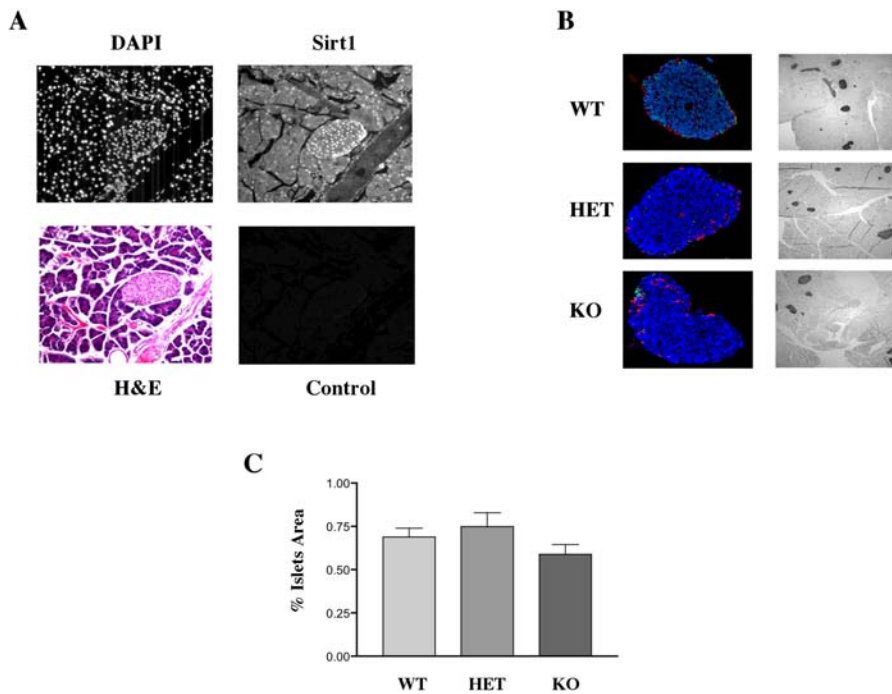 A
DAPI
Sirt1
H&E
Control
B
WT
HET
KO
C
% Islets Area
1.00
0.75
0.50
0.25
0.00
WT
HET
KO